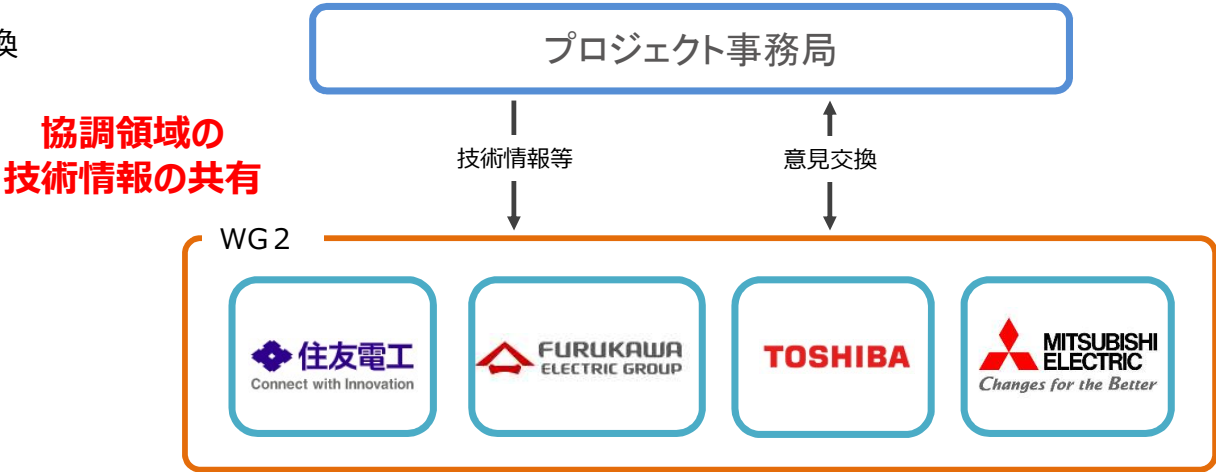 換
プロジェクト事務局
協調領域の
技術情報の共有
技術情報等
意見交換
WG2
住友電工
Connect with Innovation
FURUKAWA
ELECTRIC GROUP
TOSHIBA
MITSUBISHI
ELECTRIC
Changes for the Better